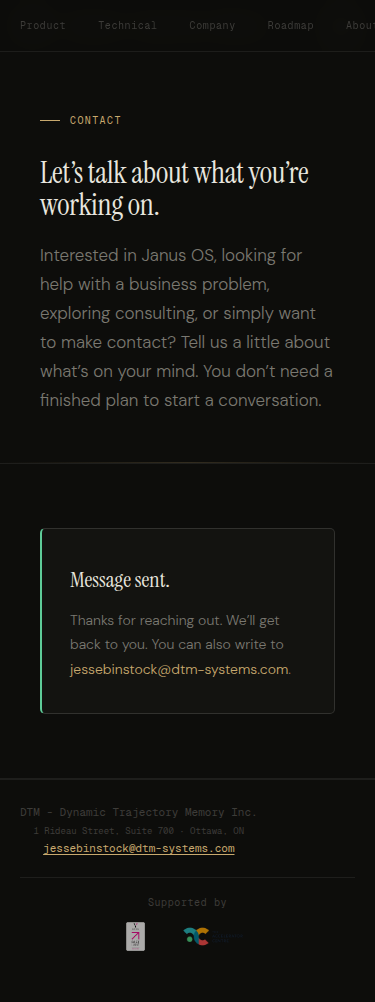 Product Technical Company Roadmap About
CONTACT
Let’s talk about what you’re
working on.
Interested in Janus OS, looking for
help with a business problem,
exploring consulting, or simply want
to make contact? Tell us a little about
what’s on your mind. You don’t need a
finished plan to start a conversation.
Message sent.
Thanks for reaching out. We’ll get
back to you. You can also write to
jessebinstock@dtm-systems.com.
DTM - Dynamic Trajectory Memory Inc.
1 Rideau Street, Suite 700 · Ottawa, ON
jessebinstock@dtm-systems.com
Supported by